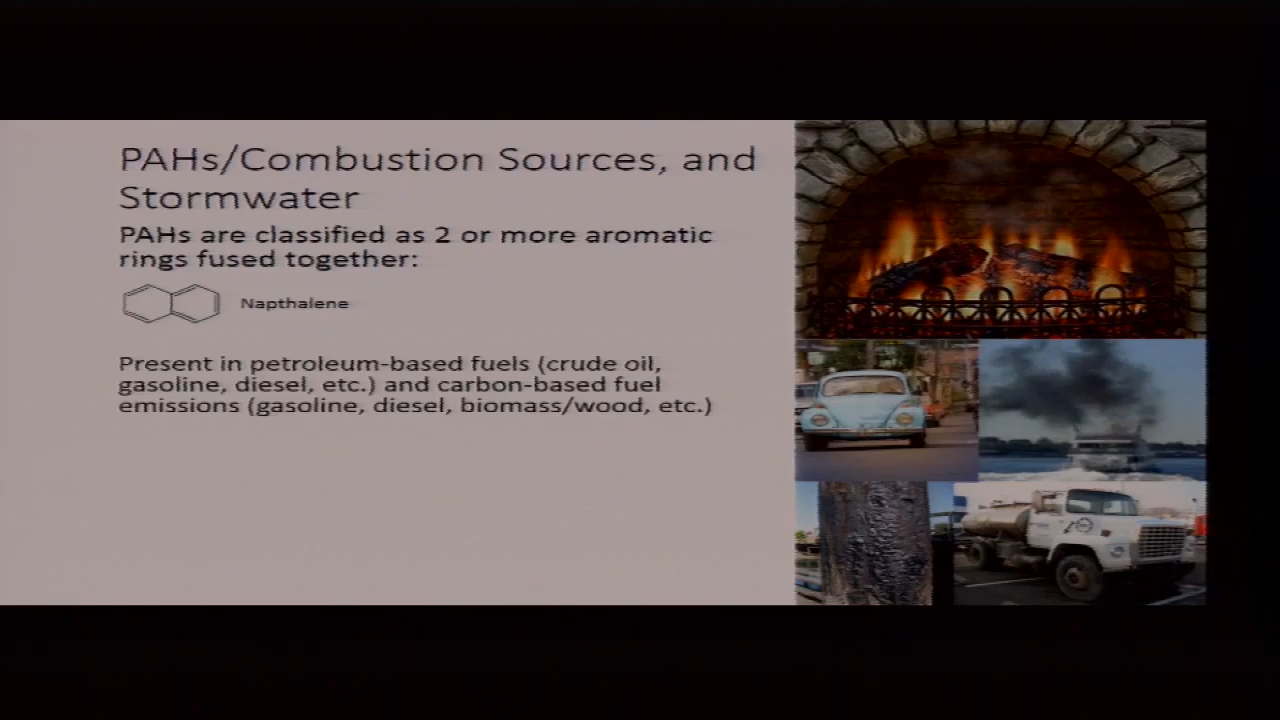 PAHs/Combustion Sources, and
Stormwater
PAHs are classified as 2 or more aromatic
rings fused together:
Napthalene
Present in petroleum-based fuels (crude oil,
gasoline, diesel, etc.) and carbon-based fuel
emissions (gasoline, diesel, biomass/wood, etc.)